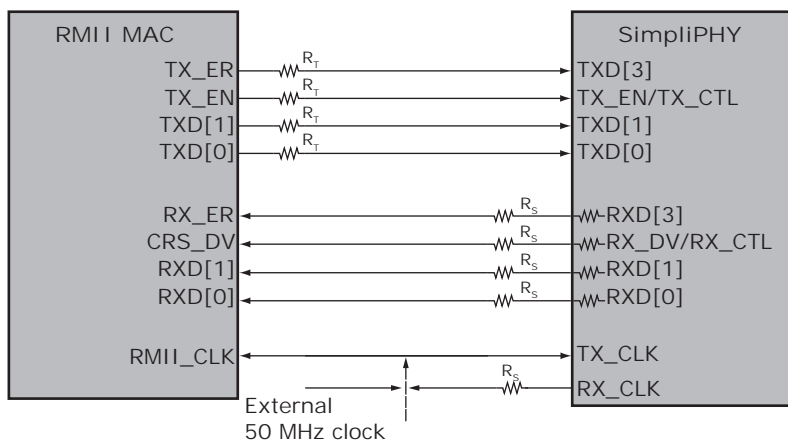 RMII MAC
SimpliPHY
TX_ER
R_T
TXD[3]
TX_EN
R_T
TX_EN/TX_CTL
TXD[1]
R_T
TXD[1]
TXD[0]
R_T
TXD[0]
RX_ER
R_S
RXD[3]
CRS_DV
R_S
RX_DV/RX_CTL
RXD[1]
R_S
RXD[1]
RXD[0]
R_S
RXD[0]
RMII_CLK
TX_CLK
R_S
RX_CLK
External
50 MHz clock